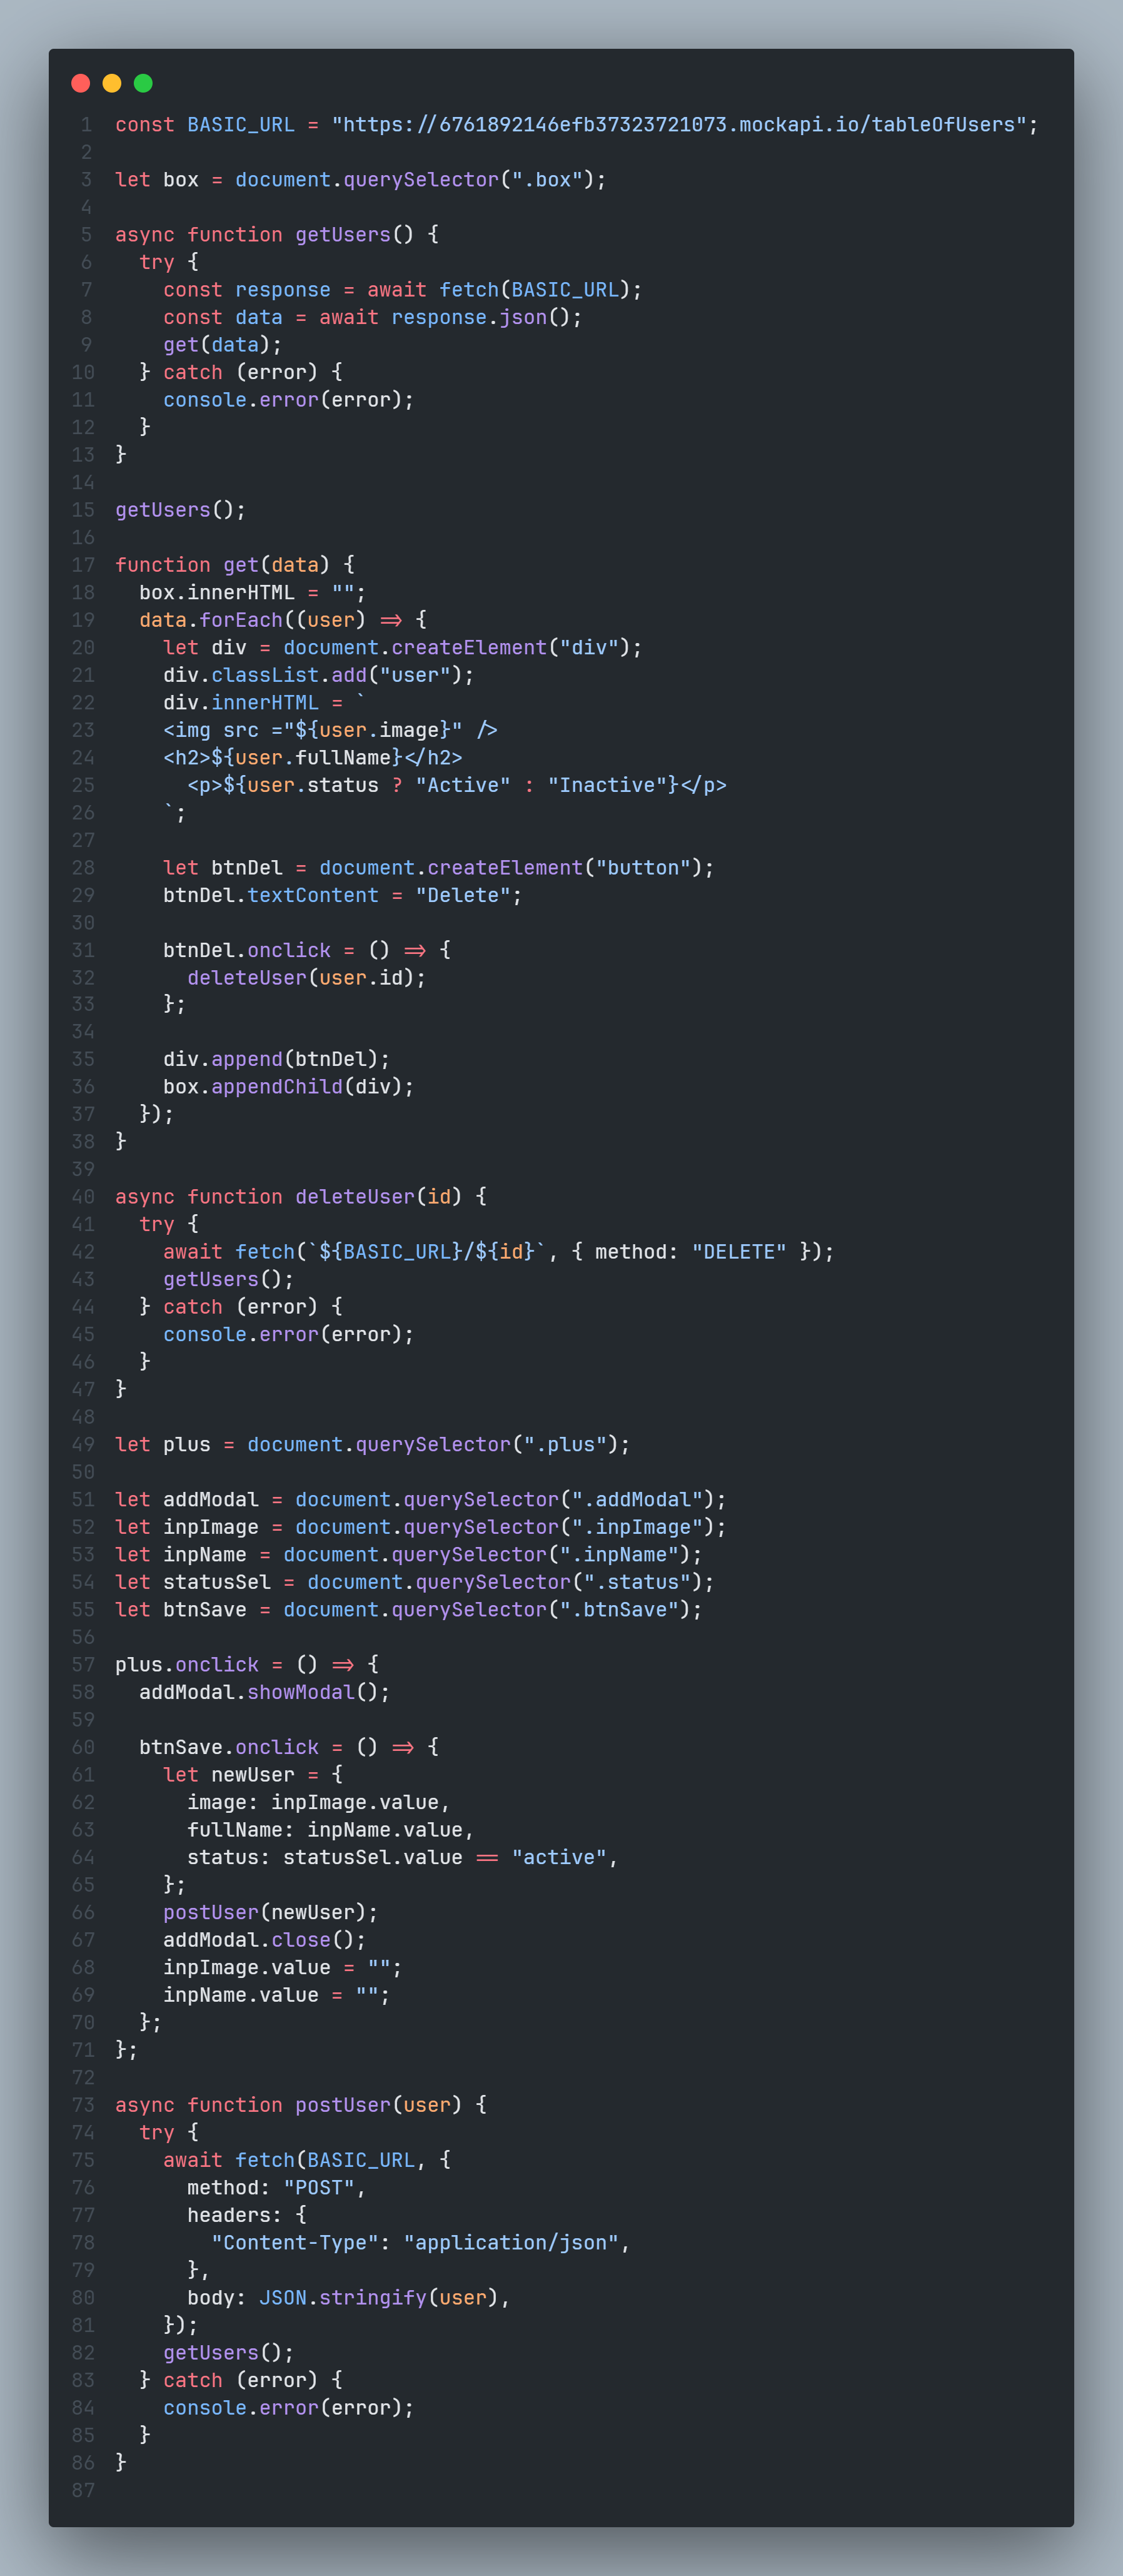 1 const BASIC_URL = "https://6761892146efb37323721073.mockapi.io/tableOfUsers";
2
3 let box = document.querySelector(".box");
4
5 async function getUsers() {
6   try {
7     const response = await fetch(BASIC_URL);
8     const data = await response.json();
9     get(data);
10   } catch (error) {
11     console.error(error);
12   }
13 }
14
15 getUsers();
16
17 function get(data) {
18   box.innerHTML = "";
19   data.forEach((user) => {
20     let div = document.createElement("div");
21     div.classList.add("user");
22     div.innerHTML = `
23     <img src ="${user.image}" />
24     <h2>${user.fullName}</h2>
25       <p>${user.status ? "Active" : "Inactive"}</p>
26     `;
27
28     let btnDel = document.createElement("button");
29     btnDel.textContent = "Delete";
30
31     btnDel.onclick = () => {
32       deleteUser(user.id);
33     };
34
35     div.append(btnDel);
36     box.appendChild(div);
37   });
38 }
39
40 async function deleteUser(id) {
41   try {
42     await fetch(`${BASIC_URL}/${id}`, { method: "DELETE" });
43     getUsers();
44   } catch (error) {
45     console.error(error);
46   }
47 }
48
49 let plus = document.querySelector(".plus");
50
51 let addModal = document.querySelector(".addModal");
52 let inpImage = document.querySelector(".inpImage");
53 let inpName = document.querySelector(".inpName");
54 let statusSel = document.querySelector(".status");
55 let btnSave = document.querySelector(".btnSave");
56
57 plus.onclick = () => {
58   addModal.showModal();
59
60   btnSave.onclick = () => {
61     let newUser = {
62       image: inpImage.value,
63       fullName: inpName.value,
64       status: statusSel.value == "active",
65     };
66     postUser(newUser);
67     addModal.close();
68     inpImage.value = "";
69     inpName.value = "";
70   };
71 };
72
73 async function postUser(user) {
74   try {
75     await fetch(BASIC_URL, {
76       method: "POST",
77       headers: {
78         "Content-Type": "application/json",
79       },
80       body: JSON.stringify(user),
81     });
82     getUsers();
83   } catch (error) {
84     console.error(error);
85   }
86 }
87